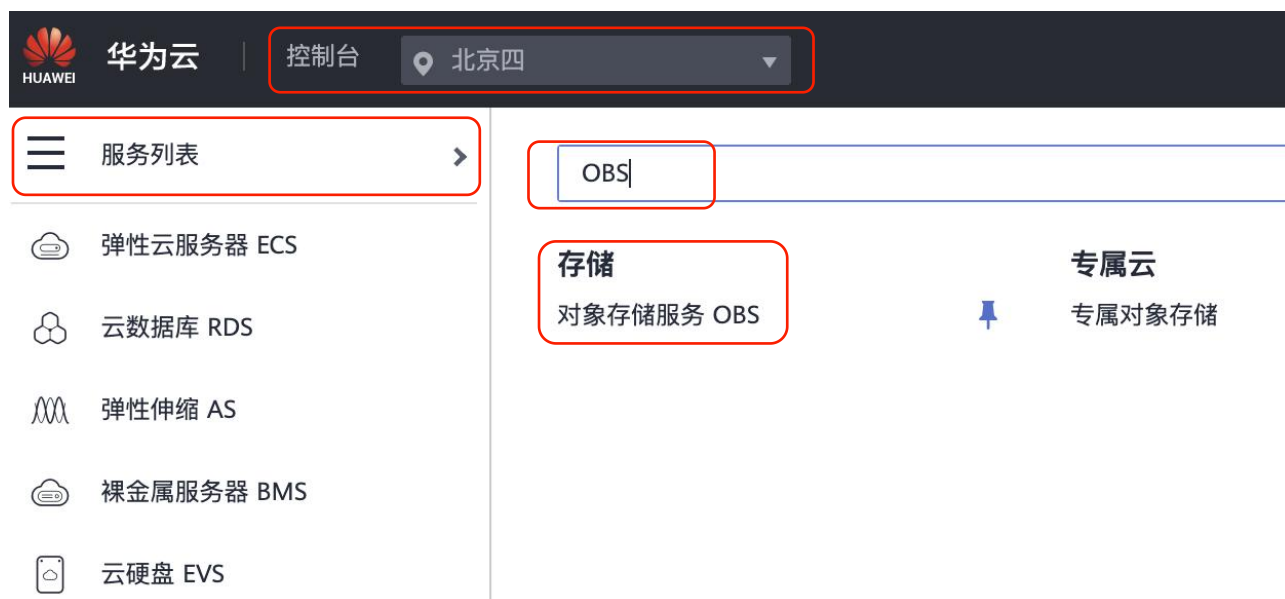 HUAWEI
华为云
控制台
北京四
服务列表
弹性云服务器 ECS
云数据库 RDS
弹性伸缩 AS
裸金属服务器 BMS
云硬盘 EVS
OBS
存储
对象存储服务 OBS
专属云
专属对象存储